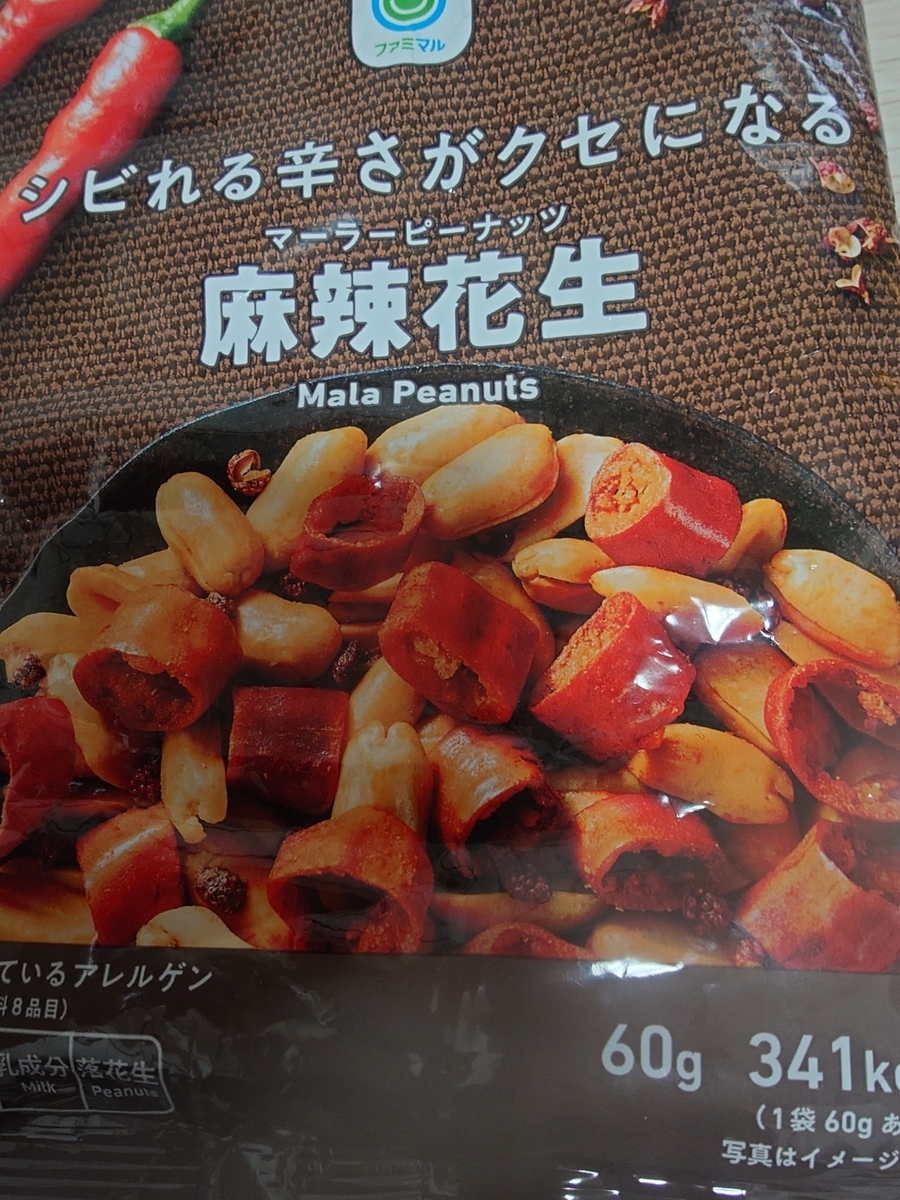 ファミマル
シビれる辛さがクセになる
マーラーピーナッツ
麻辣花生
Mala Peanuts
ているアレルゲン
8品目)
乳成分 落花生
Milk Peanuts
60g 341kc
(1袋 60g あ
写真はイメージ